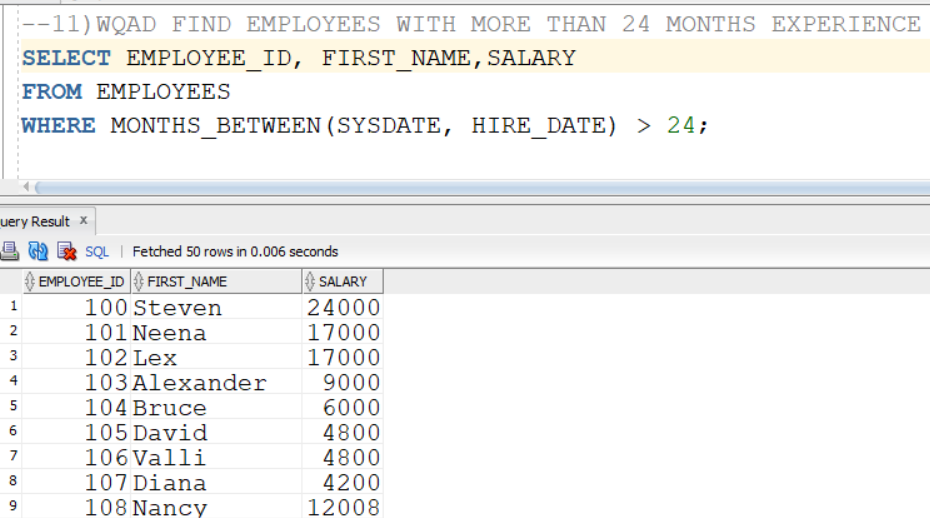 --11)WQAD FIND EMPLOYEES WITH MORE THAN 24 MONTHS EXPERIENCE
SELECT EMPLOYEE_ID, FIRST_NAME,SALARY
FROM EMPLOYEES
WHERE MONTHS_BETWEEN(SYSDATE, HIRE_DATE) > 24;
uery Result x
SQL | Fetched 50 rows in 0.006 seconds
EMPLOYEE_ID FIRST_NAME SALARY
1 100 Steven 24000
2 101 Neena 17000
3 102 Lex 17000
4 103 Alexander 9000
5 104 Bruce 6000
6 105 David 4800
7 106 Valli 4800
8 107 Diana 4200
9 108 Nancy 12008